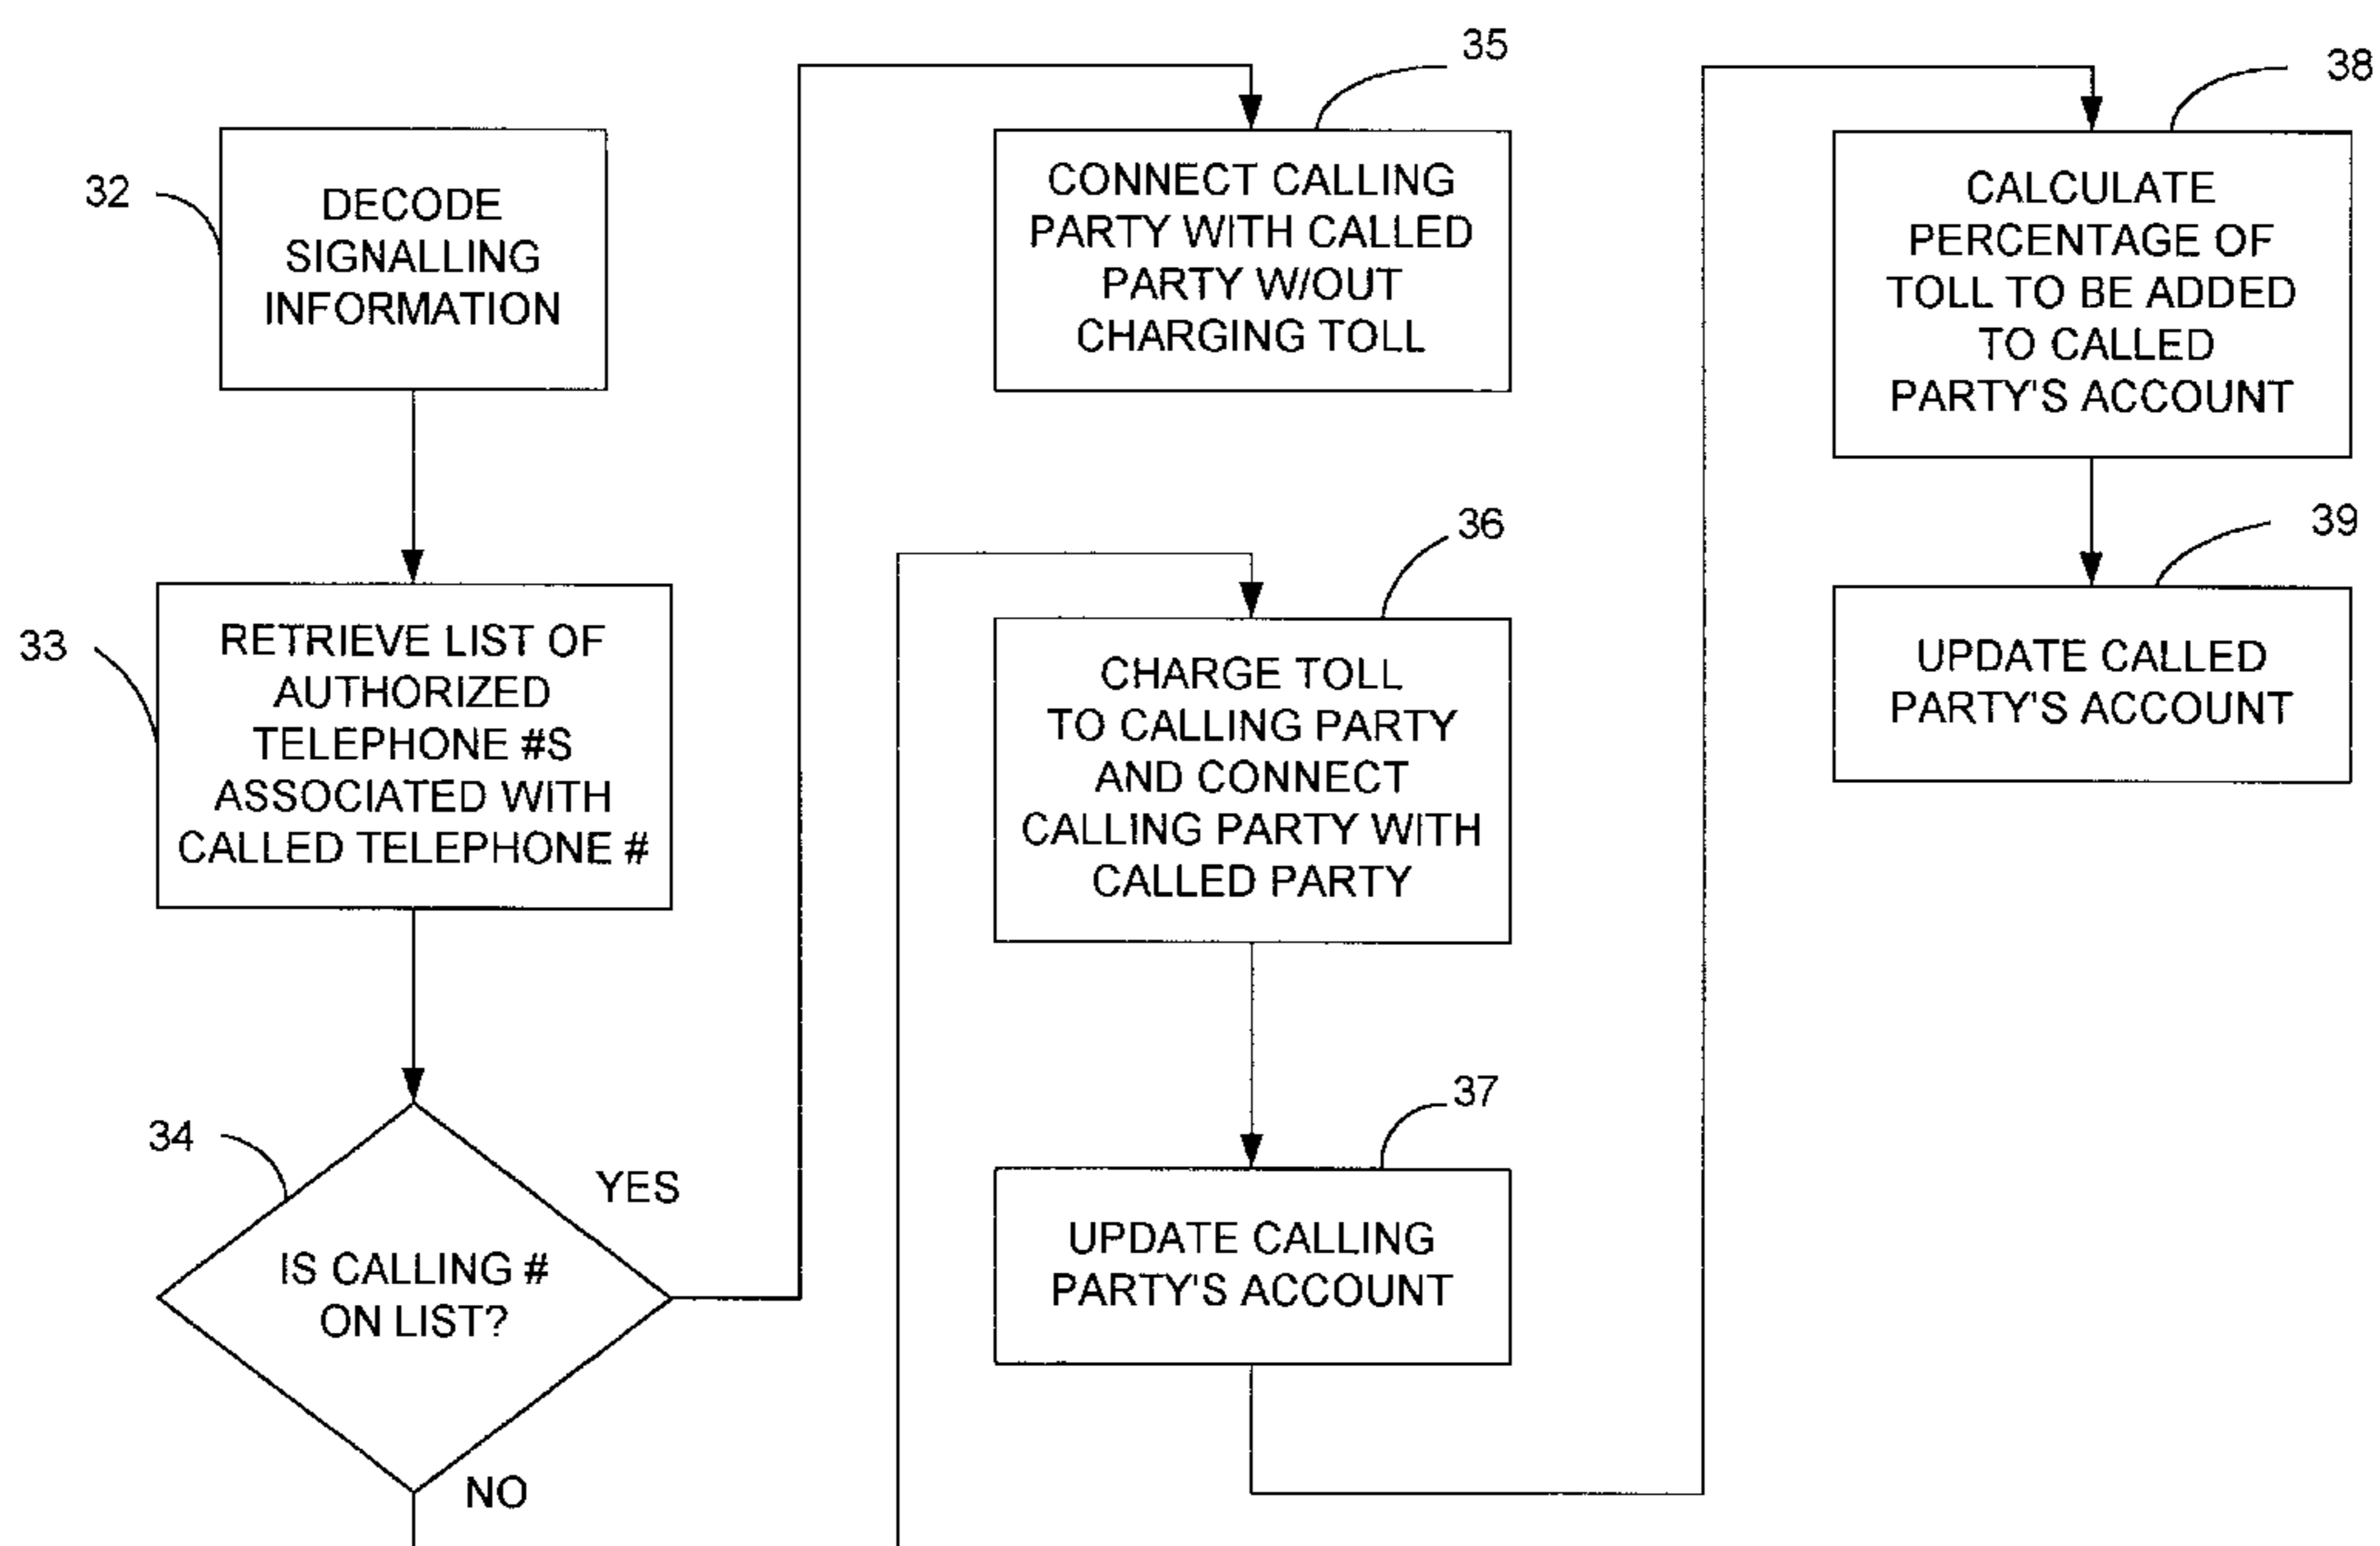 32
DECODE
SIGNALLING
INFORMATION
33
RETRIEVE LIST OF
AUTHORIZED
TELEPHONE #S
ASSOCIATED WITH
CALLED TELEPHONE #
34
IS CALLING #
ON LIST?
YES
NO
35
CONNECT CALLING
PARTY WITH CALLED
PARTY W/OUT
CHARGING TOLL
36
CHARGE TOLL
TO CALLING PARTY
AND CONNECT
CALLING PARTY WITH
CALLED PARTY
37
UPDATE CALLING
PARTY'S ACCOUNT
38
CALCULATE
PERCENTAGE OF
TOLL TO BE ADDED
TO CALLED
PARTY'S ACCOUNT
39
UPDATE CALLED
PARTY'S ACCOUNT